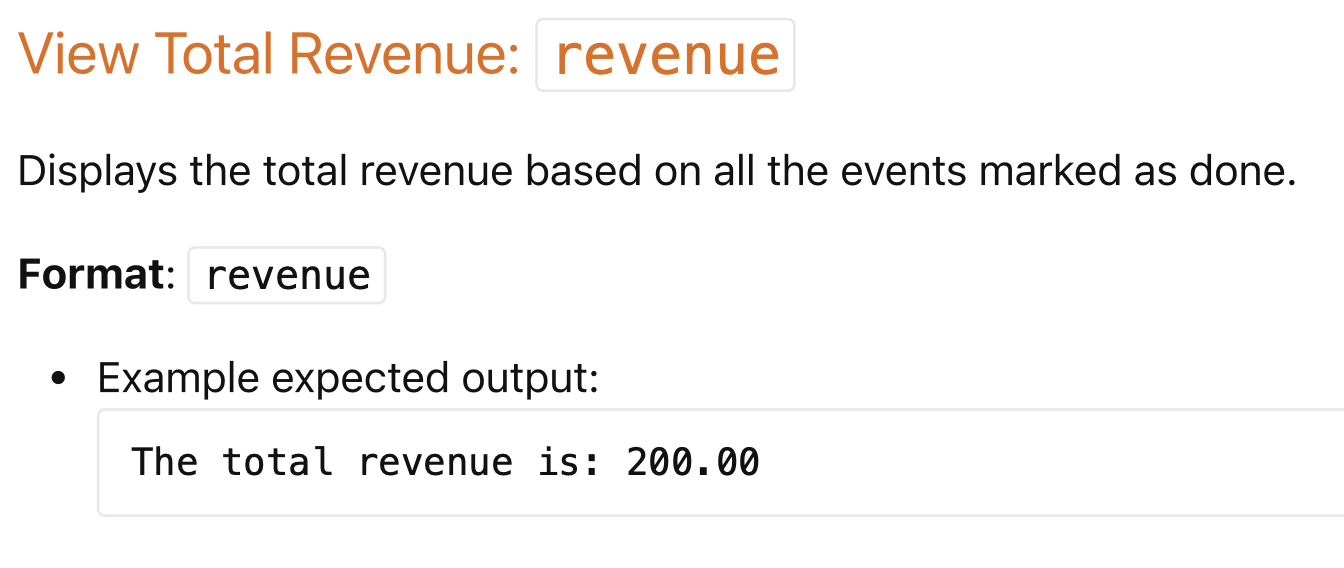 View Total Revenue: revenue
Displays the total revenue based on all the events marked as done.
Format: revenue
• Example expected output:
The total revenue is: 200.00